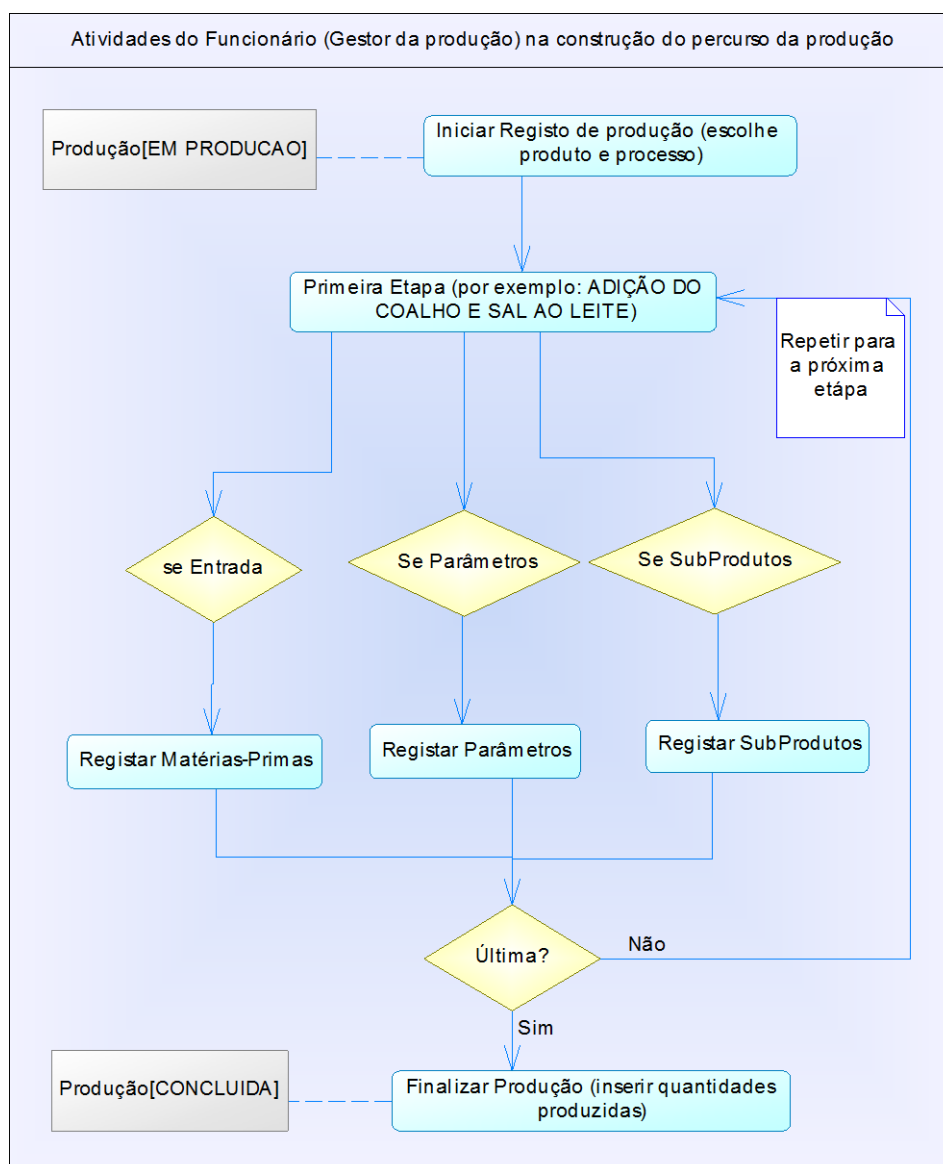 Atividades do Funcionário (Gestor da produção) na construção do percurso da produção
Produção[EM PRODUCAO]
Iniciar Registo de produção (escolhe
produto e processo)
Primeira Etapa (por exemplo: ADIÇÃO DO
COALHO E SAL AO LEITE)
Repetir para
a próxima
etápa
se Entrada
Se Parâmetros
Se SubProdutos
Registar Matérias-Primas
Registar Parâmetros
Registar SubProdutos
Última?
Não
Sim
Produção[CONCLUIDA]
Finalizar Produção (inserir quantidades
produzidas)